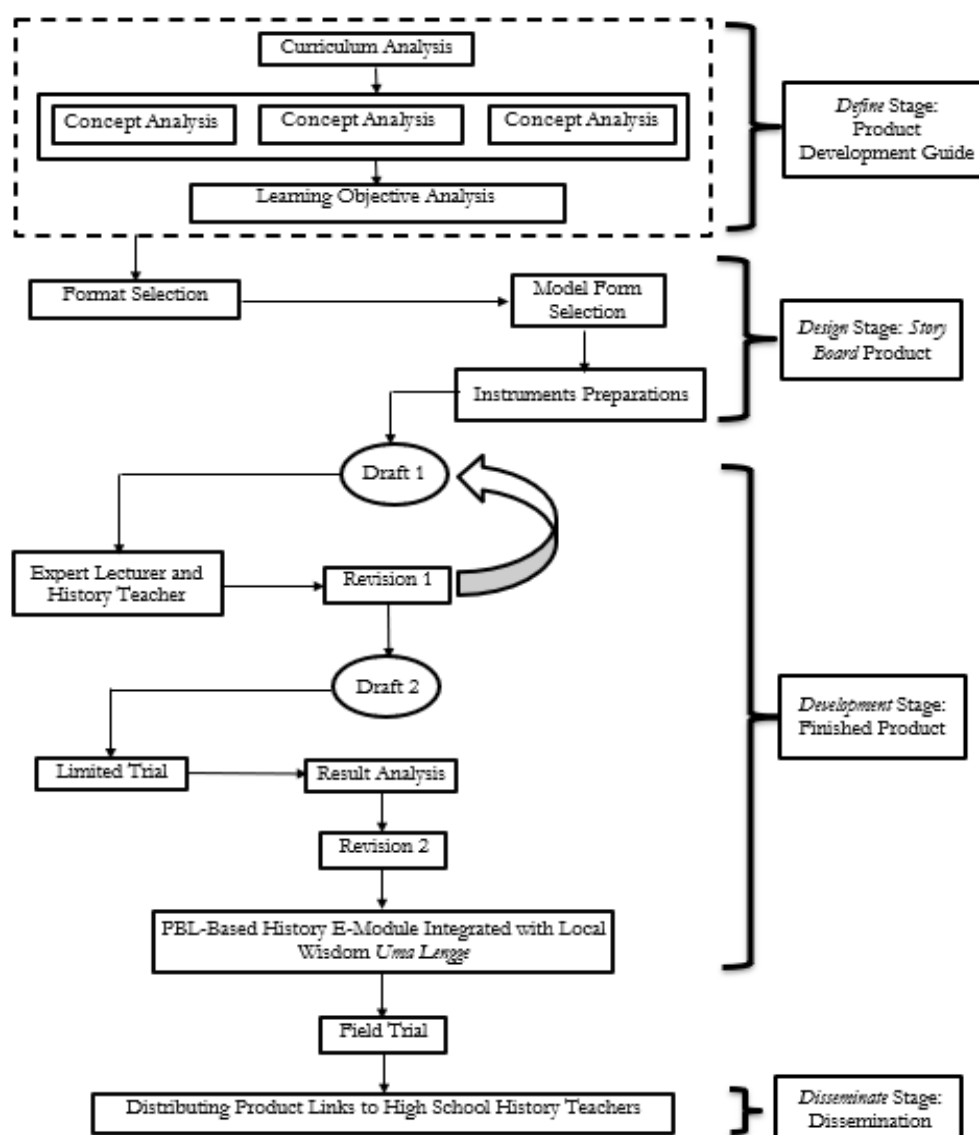 Curriculum Analysis
Concept Analysis
Concept Analysis
Concept Analysis
Learning Objective Analysis
Define Stage:
Product
Development Guide
Format Selection
Model Form
Selection
Instruments Preparations
Design Stage: Story
Board Product
Draft 1
Expert Lecturer and
History Teacher
Revision 1
Draft 2
Limited Trial
Result Analysis
Revision 2
PBL-Based History E-Module Integrated with Local
Wisdom Uma Lengge
Development Stage:
Finished Product
Field Trial
Distributing Product Links to High School History Teachers
Disseminate Stage:
Dissemination